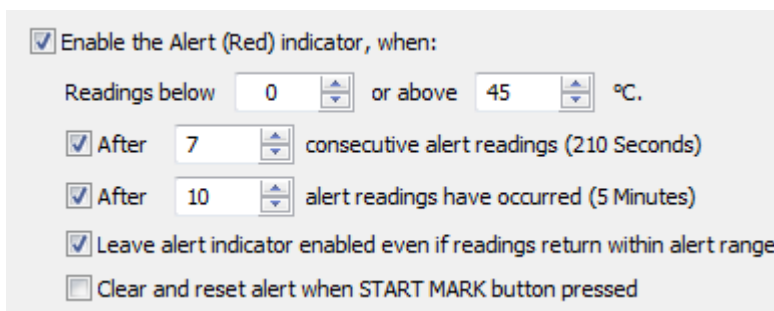 Enable the Alert (Red) indicator, when:
Readings below 0 or above 45 °C.
After 7 consecutive alert readings (210 Seconds)
After 10 alert readings have occurred (5 Minutes)
Leave alert indicator enabled even if readings return within alert range
Clear and reset alert when START MARK button pressed